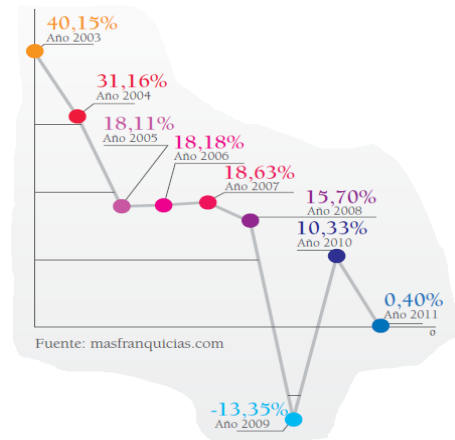 40,15%
Año 2003
31,16%
Año 2004
18,11%
Año 2005
18,18%
Año 2006
18,63%
Año 2007
15,70%
Año 2008
10,33%
Año 2010
0,40%
Año 2011
0
Fuente: masfranquicias.com
-13,35%
Año 2009